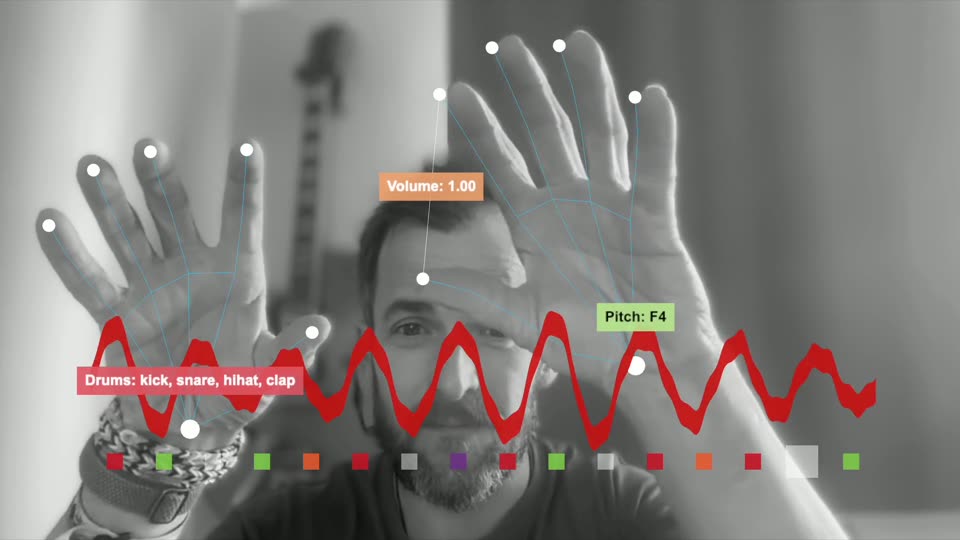 Volume: 1.00
Pitch: F4
Drums: kick, snare, hihat, clap